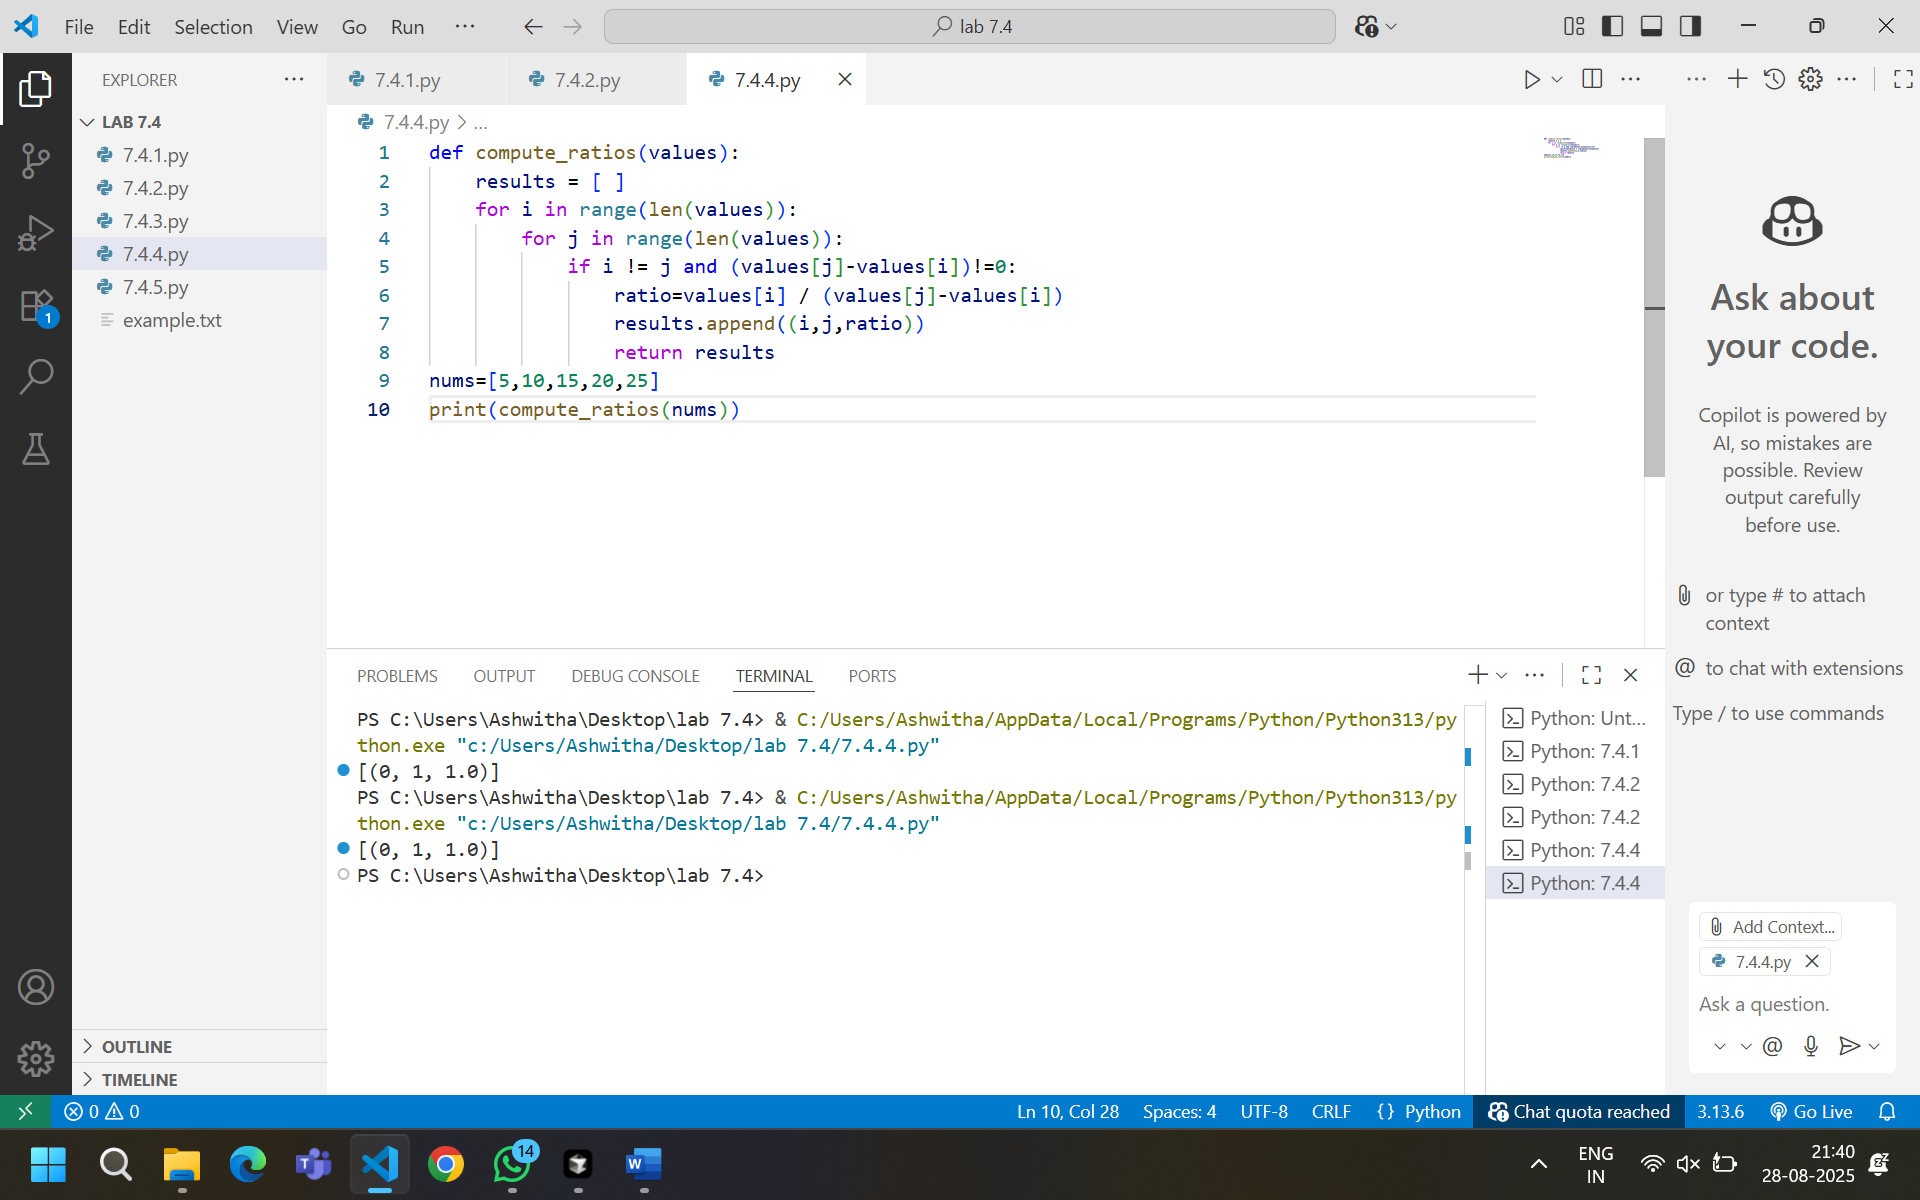 File Edit Selection View Go Run ···
lab 7.4
EXPLORER
LAB 7.4
7.4.1.py
7.4.2.py
7.4.3.py
7.4.4.py
7.4.5.py
example.txt
OUTLINE
TIMELINE
1
7.4.1.py
7.4.2.py
7.4.4.py
7.4.4.py > ...
1 def compute_ratios(values):
2 results = [ ]
3 for i in range(len(values)):
4 for j in range(len(values)):
5 if i != j and (values[j]-values[i])!=0:
6 ratio=values[i] / (values[j]-values[i])
7 results.append((i,j,ratio))
8 return results
9 nums=[5,10,15,20,25]
10 print(compute_ratios(nums))
PROBLEMS OUTPUT DEBUG CONSOLE TERMINAL PORTS
PS C:\Users\Ashwitha\Desktop\lab 7.4> & C:/Users/Ashwitha/AppData/Local/Programs/Python/Python313/py
thon.exe "c:/Users/Ashwitha/Desktop/lab 7.4/7.4.4.py"
[(0, 1, 1.0)]
PS C:\Users\Ashwitha\Desktop\lab 7.4> & C:/Users/Ashwitha/AppData/Local/Programs/Python/Python313/py
thon.exe "c:/Users/Ashwitha/Desktop/lab 7.4/7.4.4.py"
[(0, 1, 1.0)]
PS C:\Users\Ashwitha\Desktop\lab 7.4>
Python: Unt...
Python: 7.4.1
Python: 7.4.2
Python: 7.4.2
Python: 7.4.4
Python: 7.4.4
Ask about
your code.
Copilot is powered by
AI, so mistakes are
possible. Review
output carefully
before use.
or type # to attach
context
@ to chat with extensions
Type / to use commands
Add Context...
7.4.4.py
Ask a question.
@
0 0
Ln 10, Col 28 Spaces: 4 UTF-8 CRLF {} Python Chat quota reached 3.13.6 Go Live
14
ENG
IN
21:40
28-08-2025